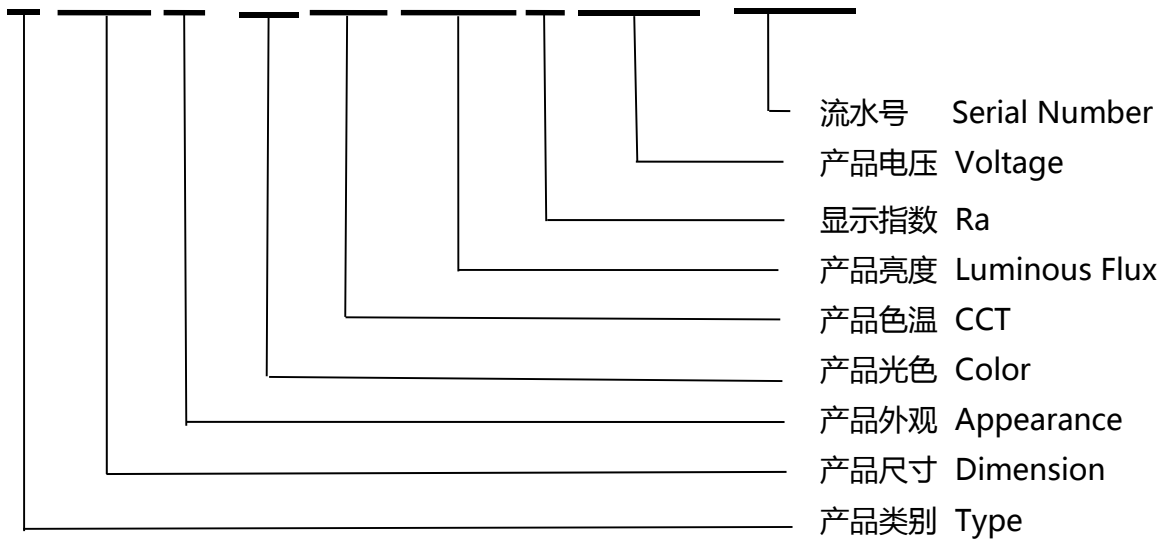 流水号 Serial Number
产品电压 Voltage
显示指数 Ra
产品亮度 Luminous Flux
产品色温 CCT
产品光色 Color
产品外观 Appearance
产品尺寸 Dimension
产品类别 Type